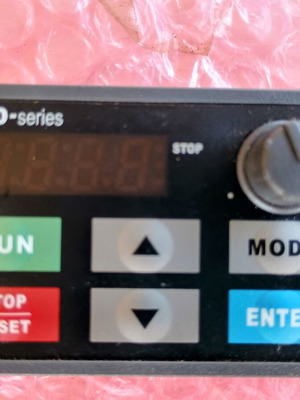 D-series
STOP
UN
MOD
TOP
SET
ENTE